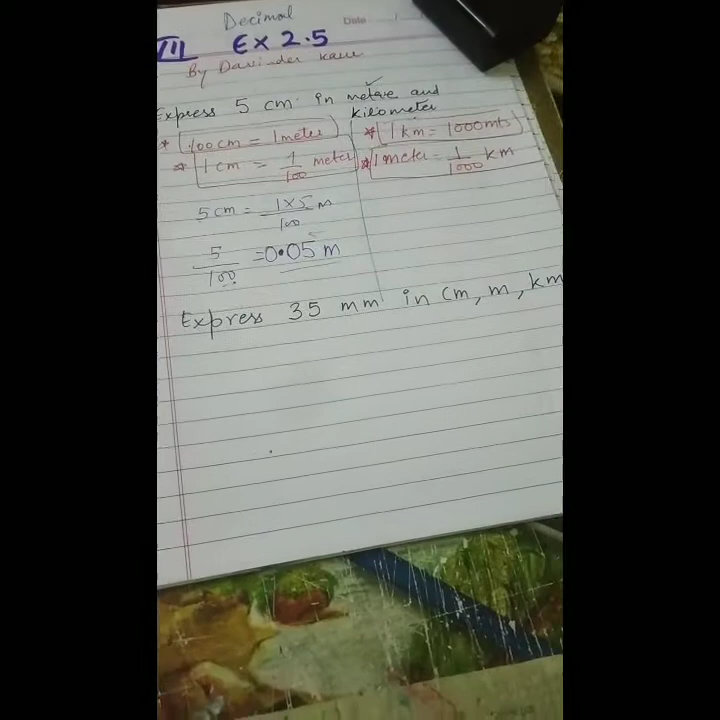 Decimal
Date
III Ex 2.5
By Davinder Kaur
Express 5 cm in metre and
kilometer
* 100 cm = 1 meter
* 1 km = 1000 mts
* 1 cm = 1/100 meter
* 1 meter = 1/1000 km
5 cm = 1×5/100 m
5/100 = 0.05 m
Express 35 mm in cm, m, km